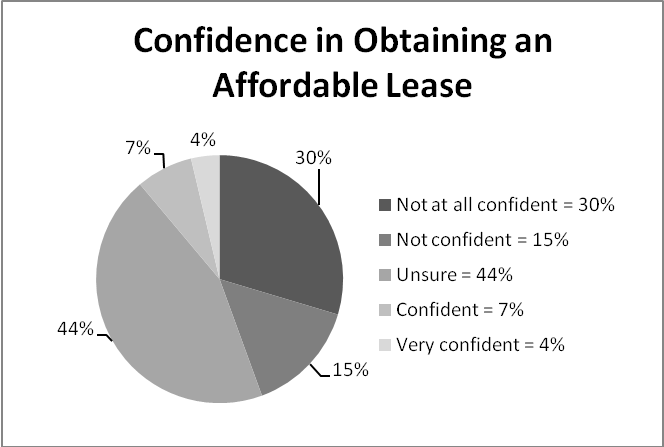 Confidence in Obtaining an
Affordable Lease
4%
7%
30%
44%
15%
Not at all confident = 30%
Not confident = 15%
Unsure = 44%
Confident = 7%
Very confident = 4%